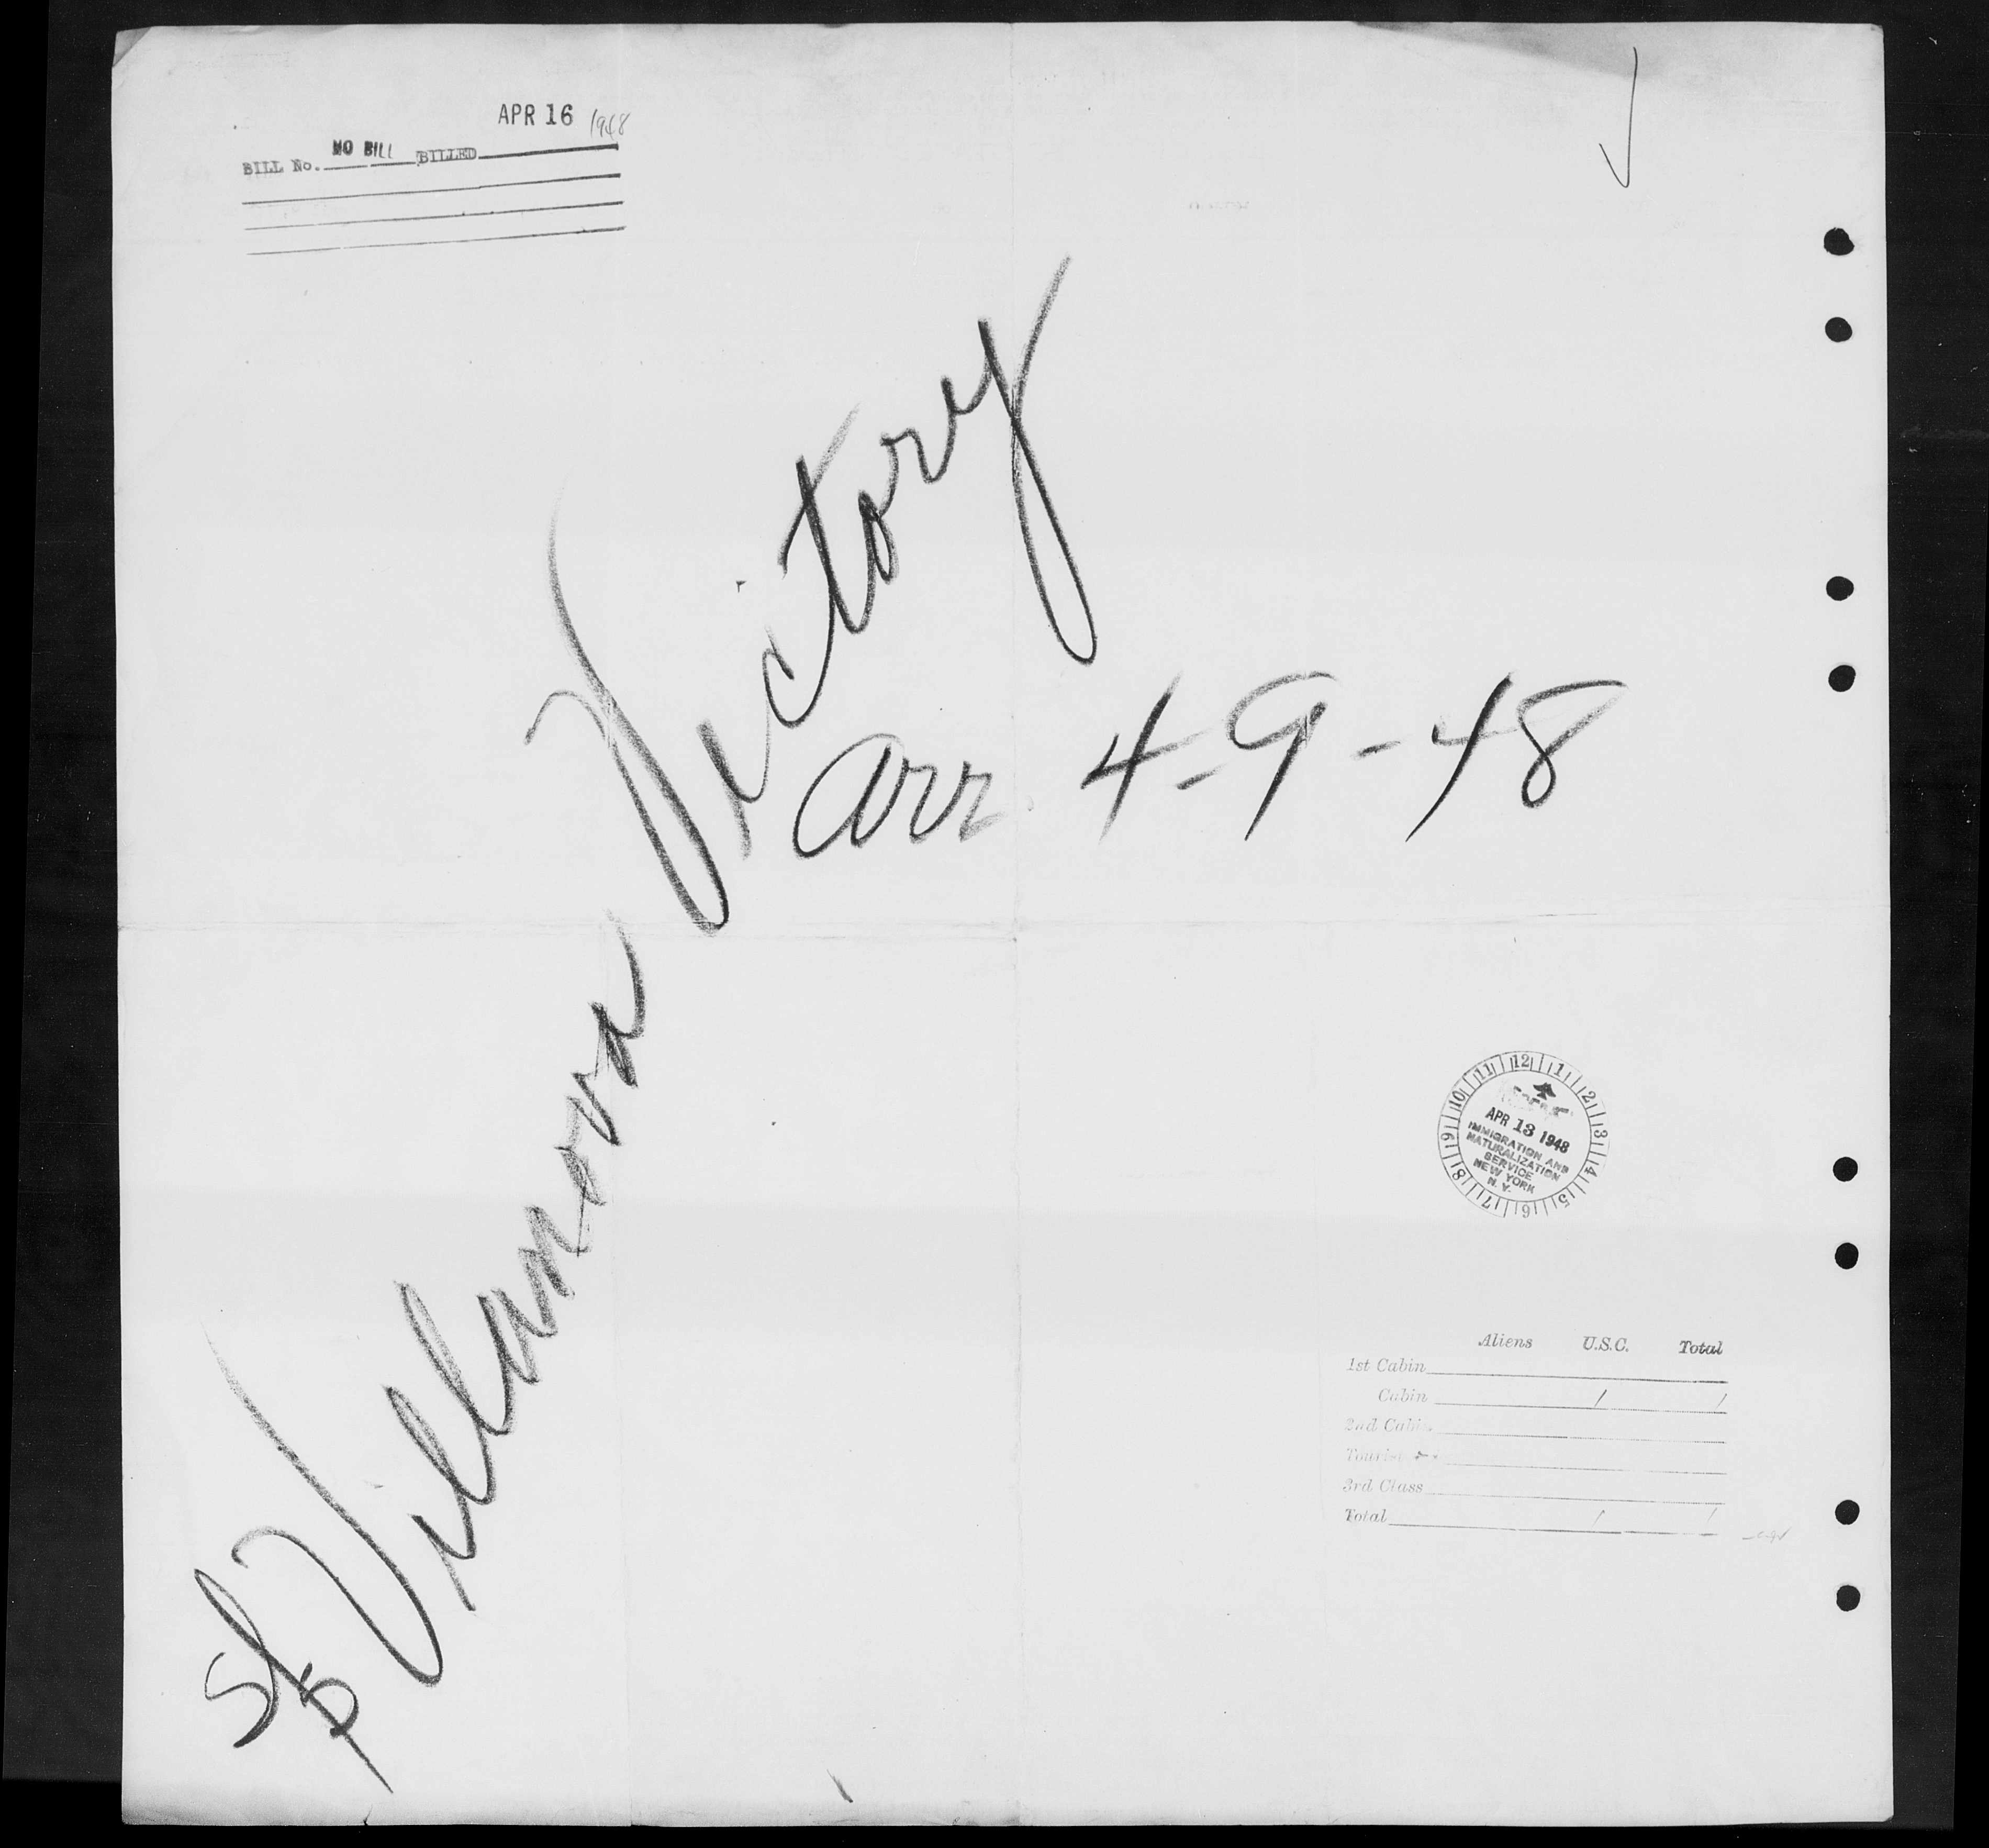 APR 16 1948
BILL No. NO BILL BILLED
S/S Villanova Victory
Arr. 4-9-48
12 1 2 3 4 5 6 7 8 9 10 11
APR 13 1948
IMMIGRATION AND
NATURALIZATION
SERVICE
NEW YORK
N. Y.
Aliens U.S.C. Total
1st Cabin
Cabin 1 1
2nd Cabin
Tourist
3rd Class
Total 1 1